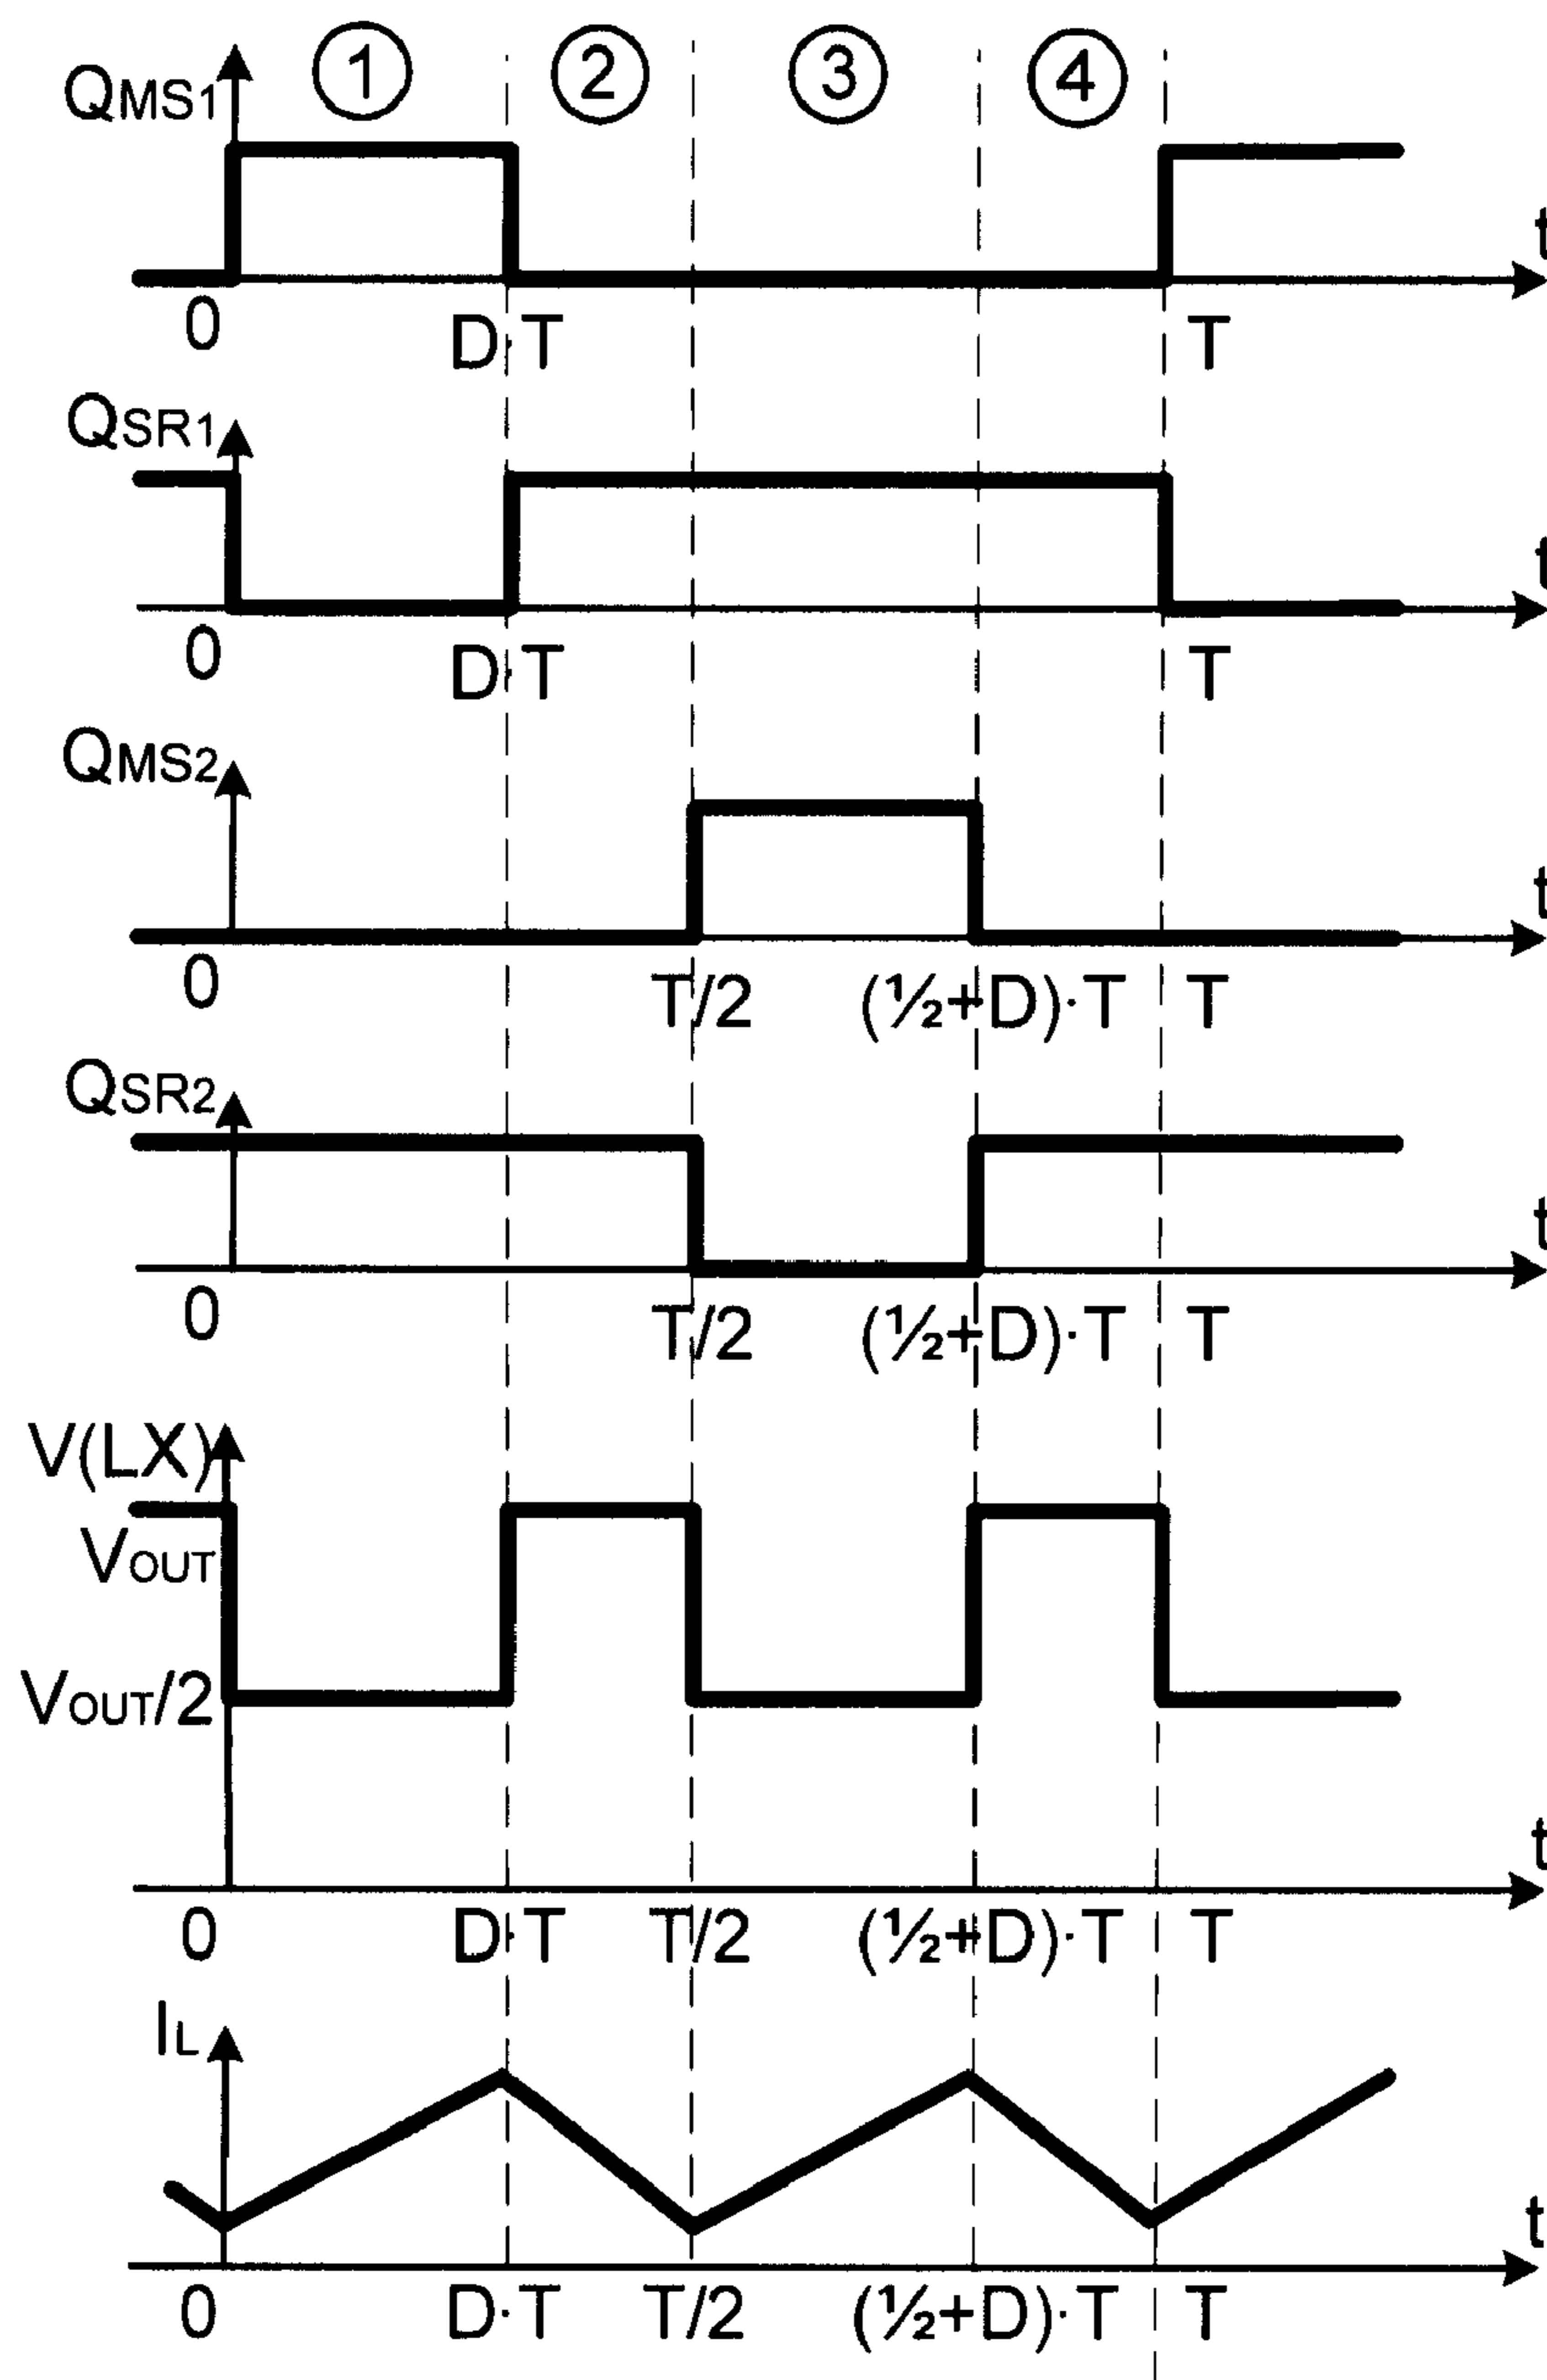 ① ② ③ ④
QMS1
t
0 D·T T
QSR1
t
0 D·T T
QMS2
t
0 T/2 (½+D)·T T
QSR2
t
0 T/2 (½+D)·T T
V(LX)
VOUT
VOUT/2
t
0 D·T T/2 (½+D)·T T
IL
t
0 D·T T/2 (½+D)·T T